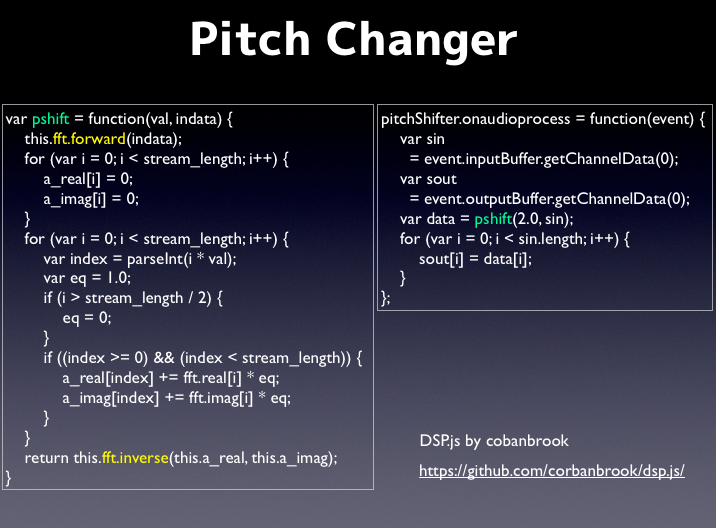 Pitch Changer
var pshift = function(val, indata) {
this.fft.forward(indata);
for (var i = 0; i < stream_length; i++) {
a_real[i] = 0;
a_imag[i] = 0;
}
for (var i = 0; i < stream_length; i++) {
var index = parseInt(i * val);
var eq = 1.0;
if (i > stream_length / 2) {
eq = 0;
}
if ((index >= 0) && (index < stream_length)) {
a_real[index] += fft.real[i] * eq;
a_imag[index] += fft.imag[i] * eq;
}
}
return this.fft.inverse(this.a_real, this.a_imag);
}
pitchShifter.onaudioprocess = function(event) {
var sin
= event.inputBuffer.getChannelData(0);
var sout
= event.outputBuffer.getChannelData(0);
var data = pshift(2.0, sin);
for (var i = 0; i < sin.length; i++) {
sout[i] = data[i];
}
};
DSP.js by cobanbrook
https://github.com/corbanbrook/dsp.js/